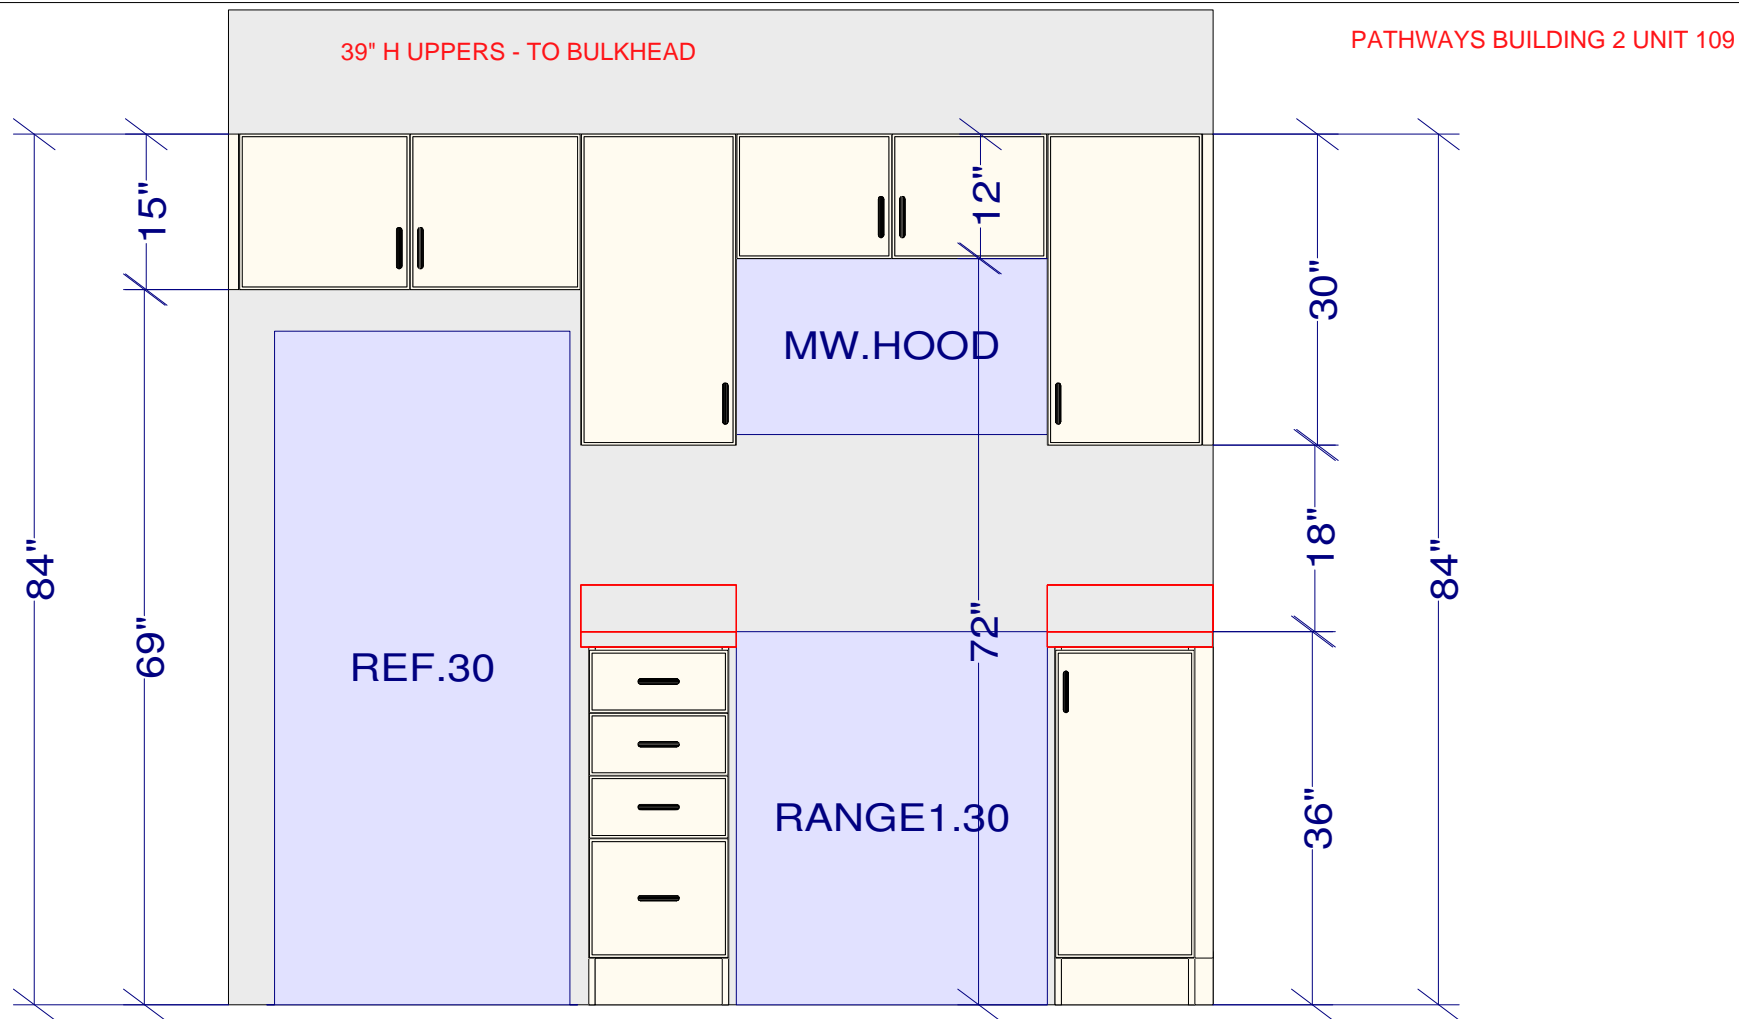 39" H UPPERS - TO BULKHEAD
PATHWAYS BUILDING 2 UNIT 109
15"
12"
30"
MW.HOOD
18"
84"
84"
69"
72"
REF.30
RANGE1.30
36"